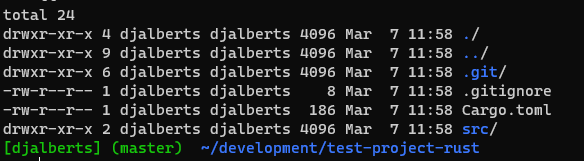 total 24
drwxr-xr-x 4 djalberts djalberts 4096 Mar  7 11:58 ./
drwxr-xr-x 9 djalberts djalberts 4096 Mar  7 11:58 ../
drwxr-xr-x 6 djalberts djalberts 4096 Mar  7 11:58 .git/
-rw-r--r-- 1 djalberts djalberts    8 Mar  7 11:58 .gitignore
-rw-r--r-- 1 djalberts djalberts  186 Mar  7 11:58 Cargo.toml
drwxr-xr-x 2 djalberts djalberts 4096 Mar  7 11:58 src/
[djalberts] (master)  ~/development/test-project-rust